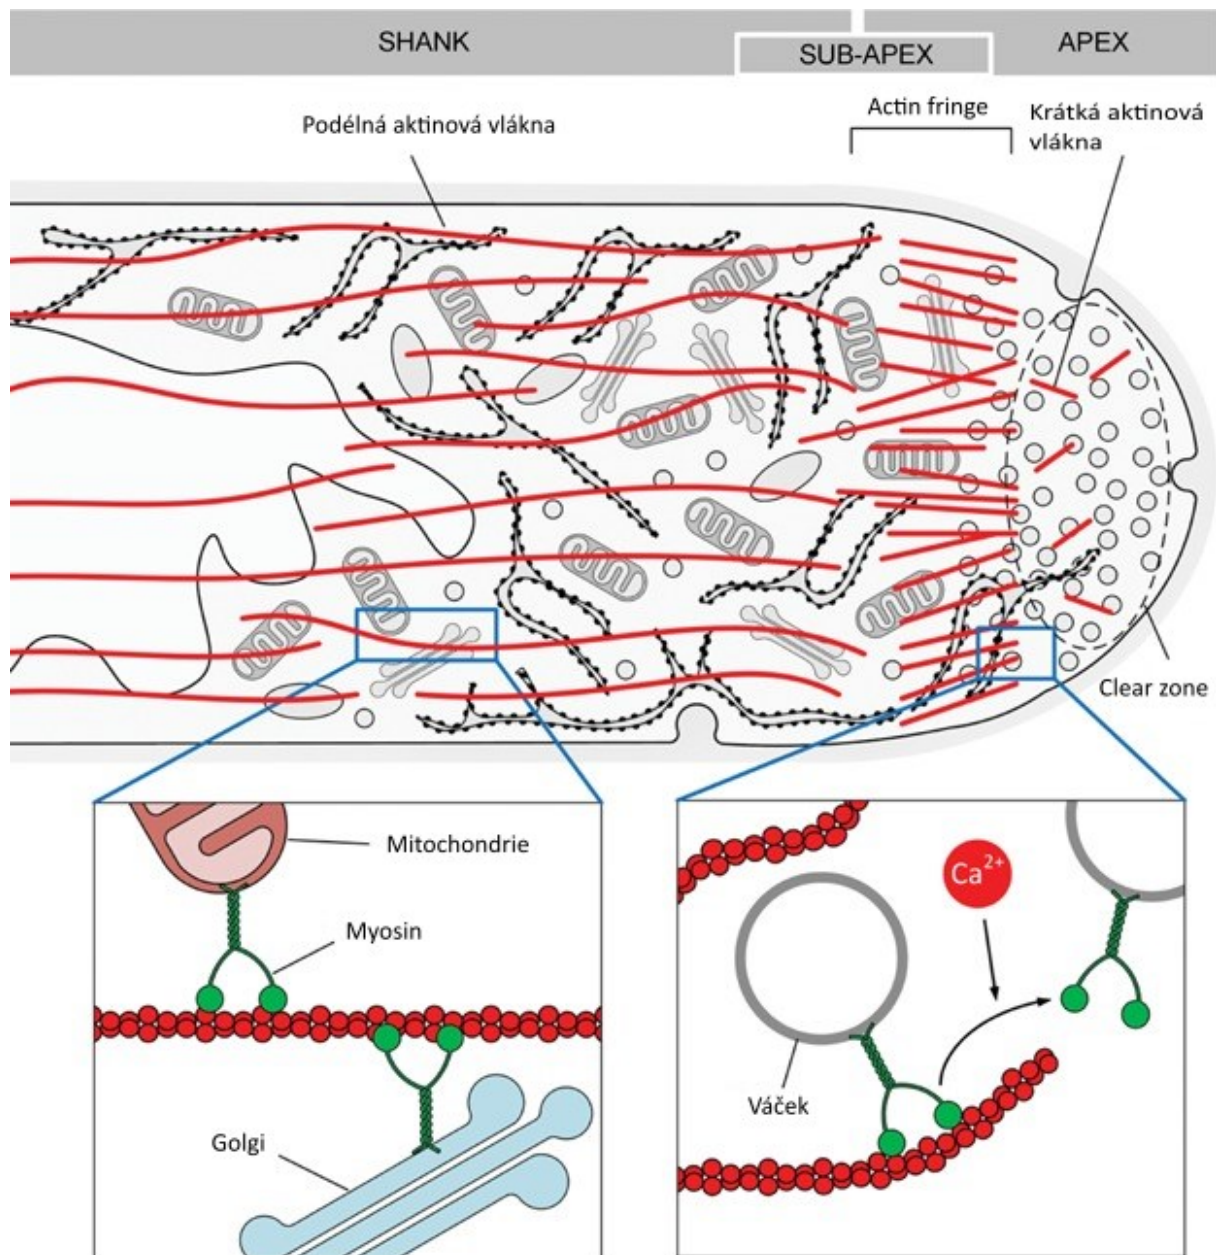 SHANK
SUB-APEX
APEX
Podélná aktinová vlákna
Actin fringe
Krátká aktinová
vlákna
Clear zone
Mitochondrie
Myosin
Golgi
Ca²⁺
Váček